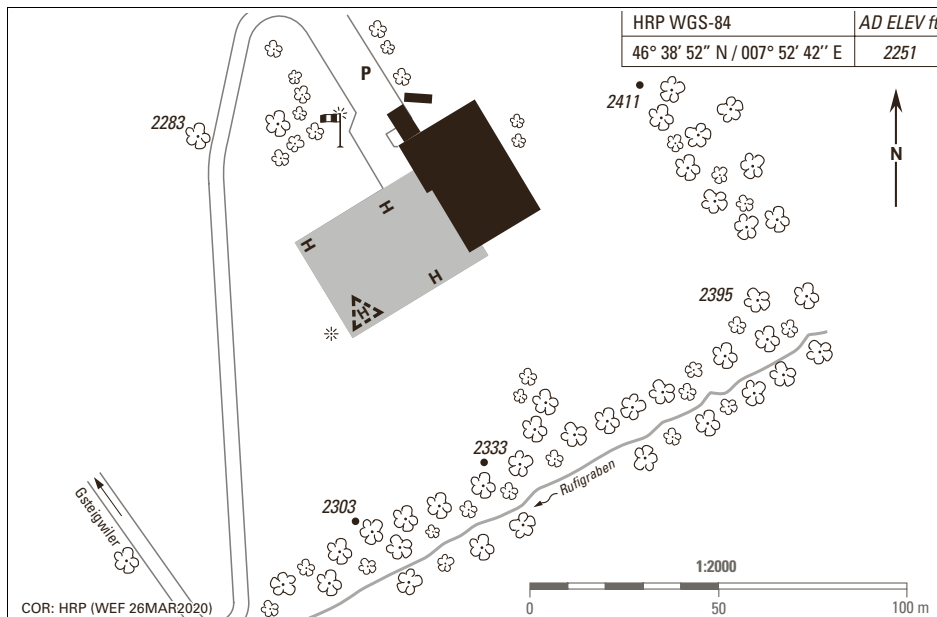 HRP WGS-84 AD ELEV ft
46° 38' 52" N / 007° 52' 42'' E 2251
P
2411
2283
N
H
H
H
H
2395
2333
Rufigraben
2303
Gsteigwiler
1:2000
0 50 100 m
COR: HRP (WEF 26MAR2020)